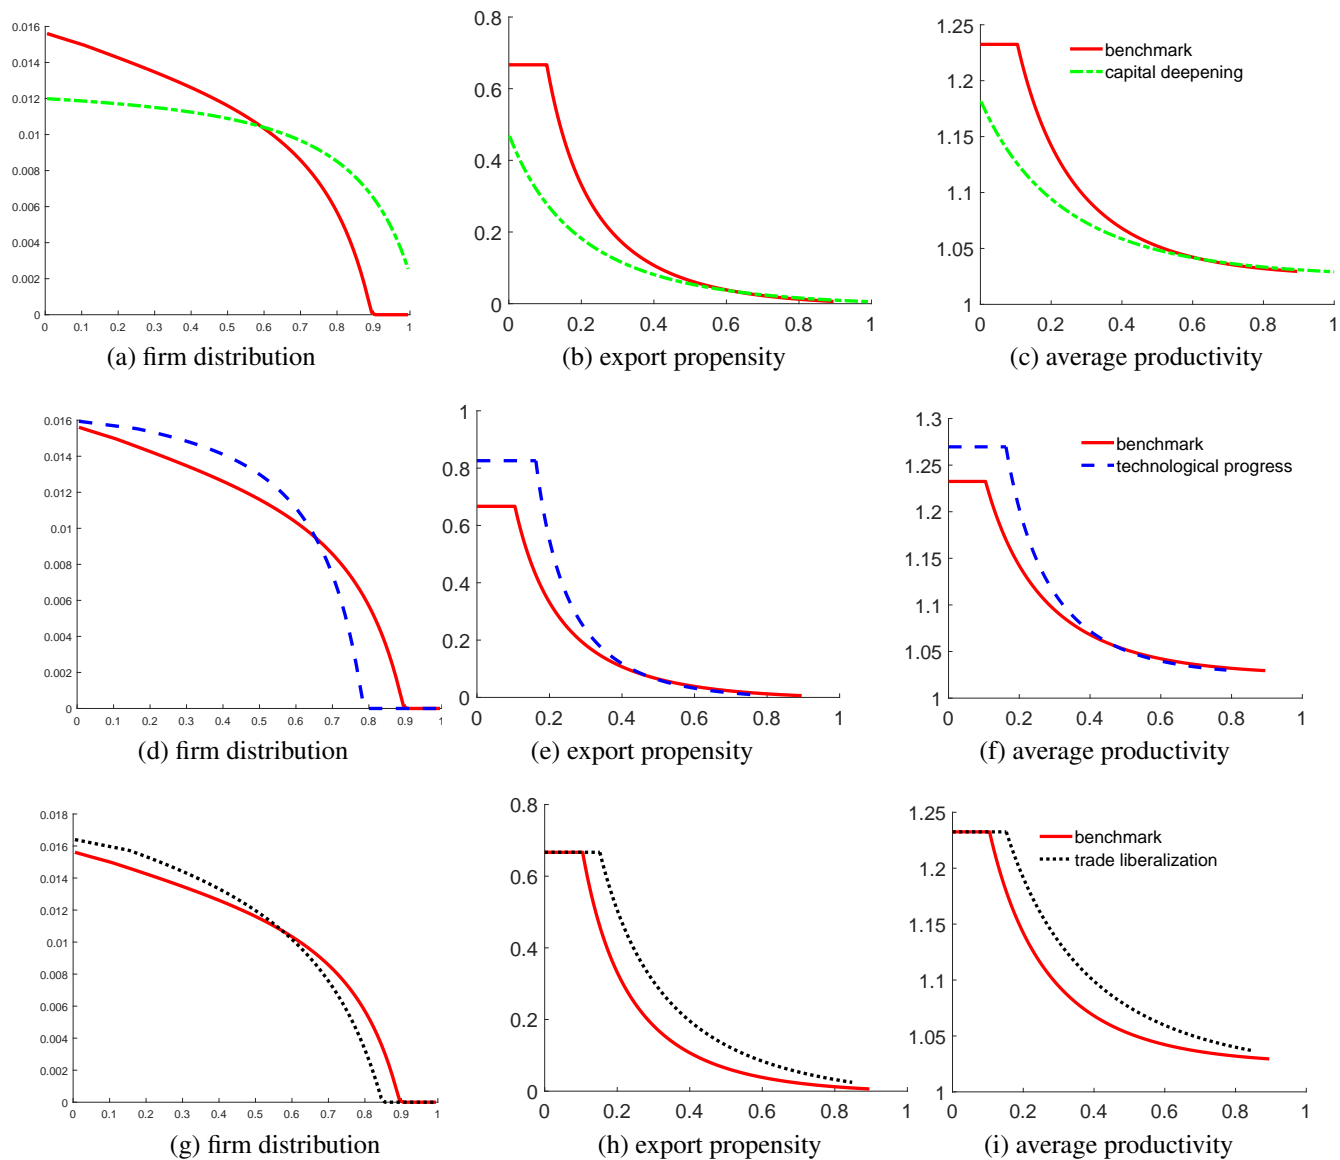 0.016
0.014
0.012
0.01
0.008
0.006
0.004
0.002
0
0 0.1 0.2 0.3 0.4 0.5 0.6 0.7 0.8 0.9 1
(a) firm distribution
0.8
0.6
0.4
0.2
0
0 0.2 0.4 0.6 0.8 1
(b) export propensity
1.25
1.2
1.15
1.1
1.05
1
0 0.2 0.4 0.6 0.8 1
benchmark
capital deepening
(c) average productivity
0.016
0.014
0.012
0.01
0.008
0.006
0.004
0.002
0
0 0.1 0.2 0.3 0.4 0.5 0.6 0.7 0.8 0.9 1
(d) firm distribution
1
0.8
0.6
0.4
0.2
0
0 0.2 0.4 0.6 0.8 1
(e) export propensity
1.3
1.25
1.2
1.15
1.1
1.05
1
0 0.2 0.4 0.6 0.8 1
benchmark
technological progress
(f) average productivity
0.018
0.016
0.014
0.012
0.01
0.008
0.006
0.004
0.002
0
0 0.1 0.2 0.3 0.4 0.5 0.6 0.7 0.8 0.9 1
(g) firm distribution
0.8
0.6
0.4
0.2
0
0 0.2 0.4 0.6 0.8 1
(h) export propensity
1.25
1.2
1.15
1.1
1.05
1
0 0.2 0.4 0.6 0.8 1
benchmark
trade liberalization
(i) average productivity